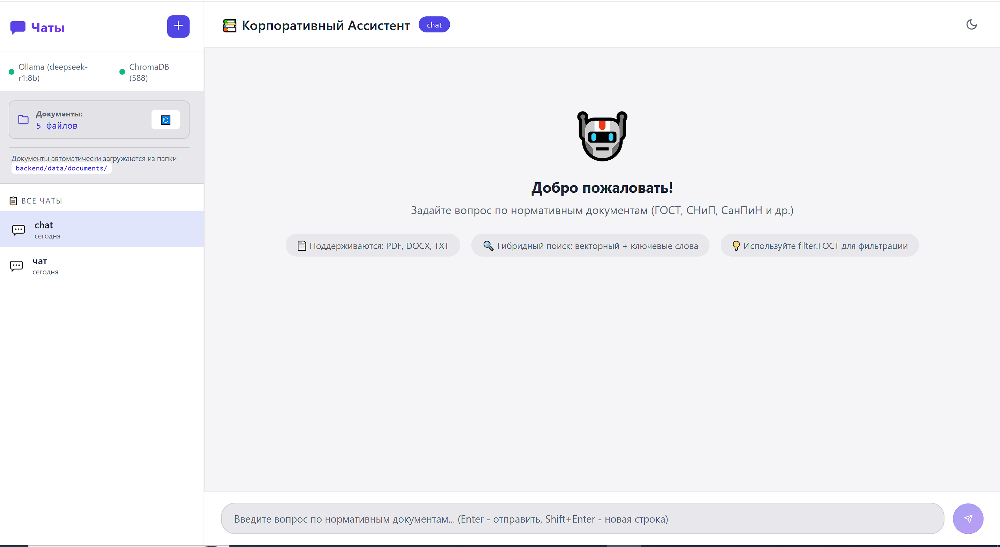 Чаты
+
Корпоративный Ассистент
chat
Ollama (deepseek-
r1:8b)
ChromaDB
(588)
Документы:
5 файлов
Документы автоматически загружаются из папки
backend/data/documents/
ВСЕ ЧАТЫ
chat
сегодня
чат
сегодня
Добро пожаловать!
Задайте вопрос по нормативным документам (ГОСТ, СНиП, СанПиН и др.)
Поддерживаются: PDF, DOCX, TXT
Гибридный поиск: векторный + ключевые слова
Используйте filter:ГОСТ для фильтрации
Введите вопрос по нормативным документам... (Enter - отправить, Shift+Enter - новая строка)